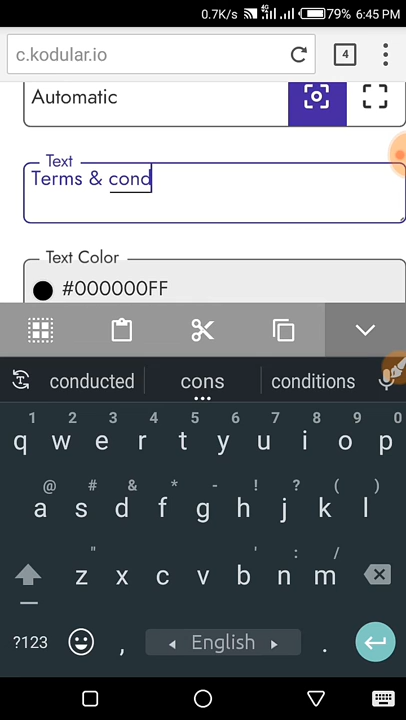 0.7K/s 4G 79% 6:45 PM
c.kodular.io 4
Automatic
Text
Terms & cond
Text Color
#000000FF
T conducted cons conditions
1 2 3 4 5 6 7 8 9 0
q w e r t y u i o p
@ # & * - ! ? ( )
a s d f g h j k l
" ' : /
z x c v b n m
?123 , English .